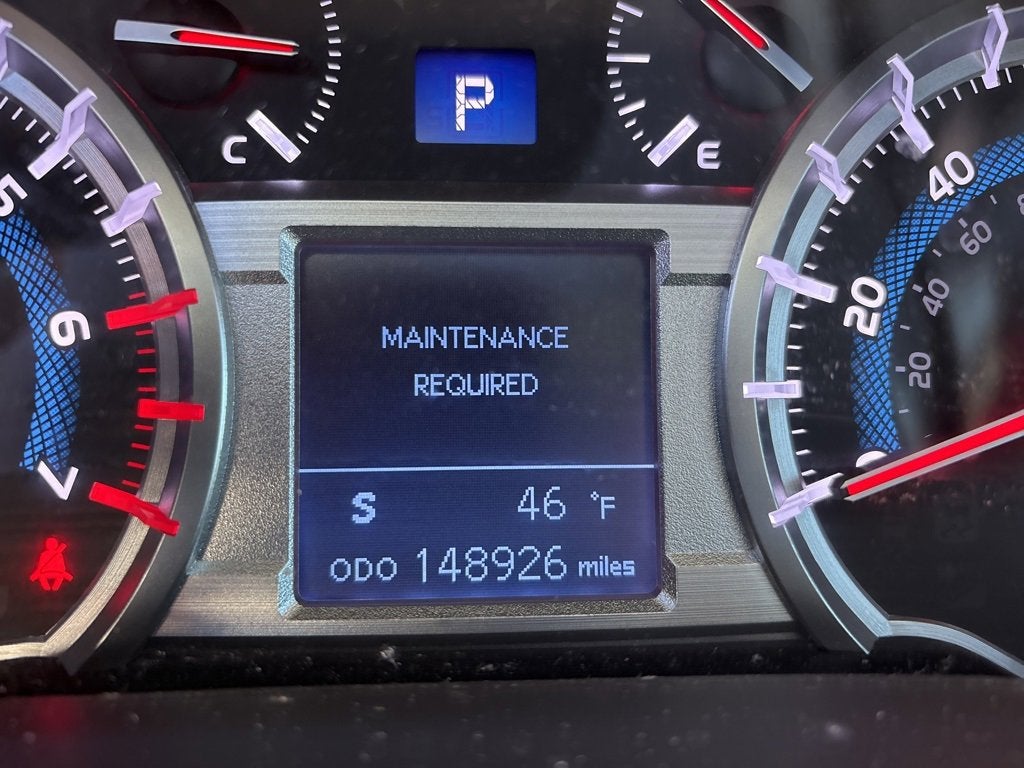 P
C
E
5
6
7
MAINTENANCE
REQUIRED
S 46 °F
ODO 148926 miles
40
20
60
40
20